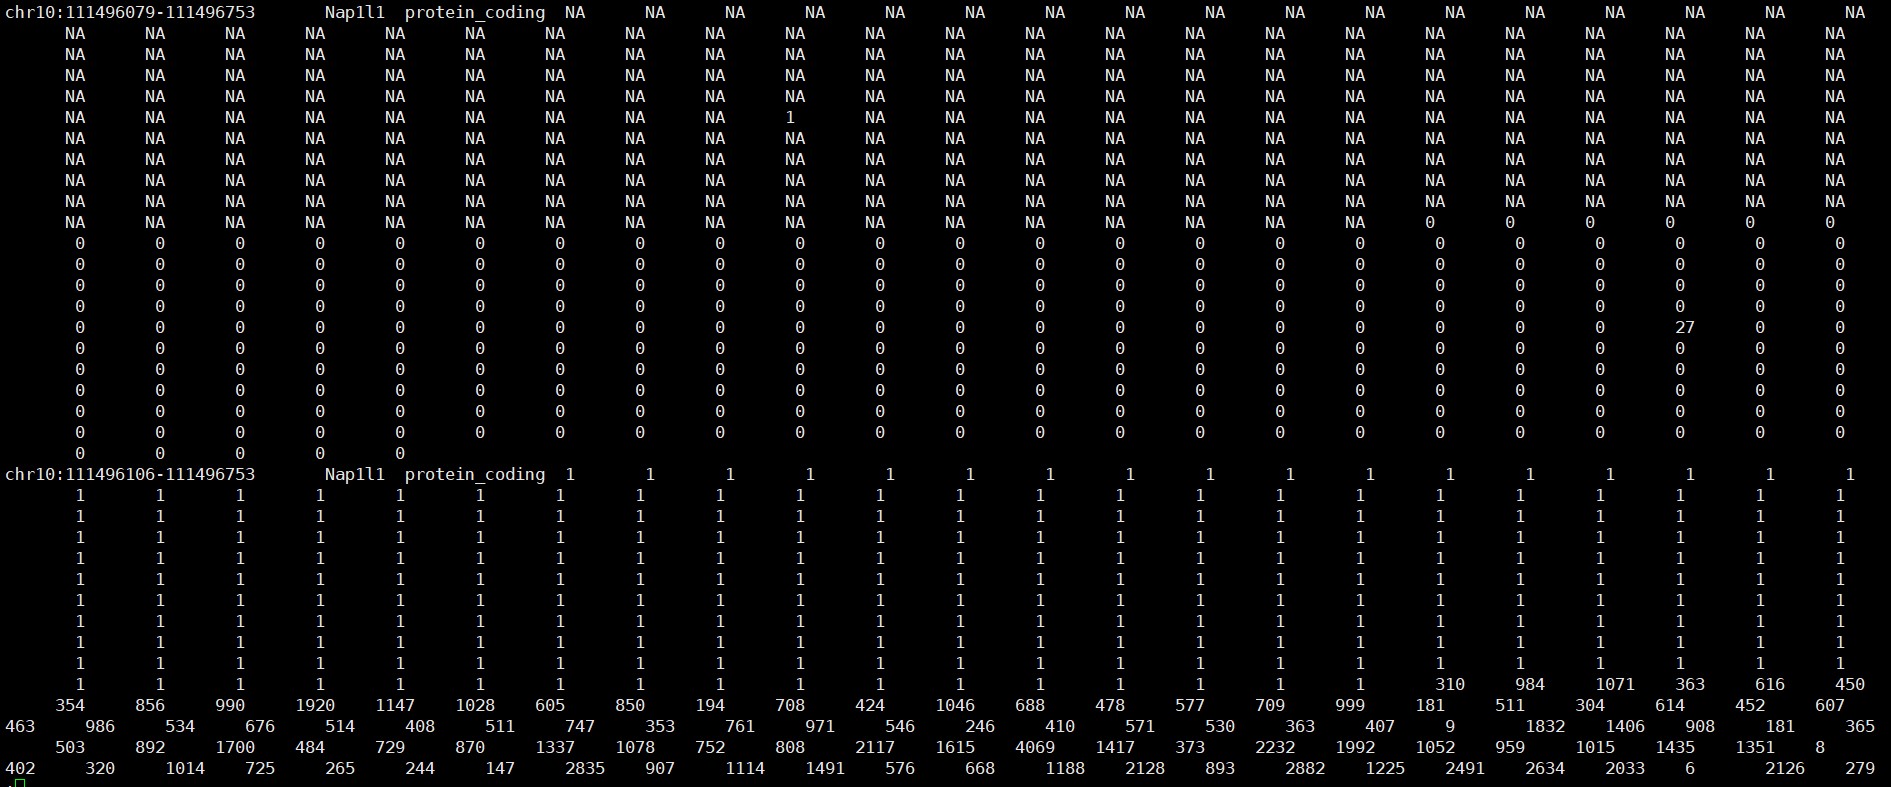 chr10:111496079-111496753 Nap1l1 protein_coding NA NA NA NA NA NA NA NA NA NA NA NA NA NA NA NA NA
NA NA NA NA NA NA NA NA NA NA NA NA NA NA NA NA NA NA NA NA NA NA NA
NA NA NA NA NA NA NA NA NA NA NA NA NA NA NA NA NA NA NA NA NA NA NA
NA NA NA NA NA NA NA NA NA NA NA NA NA NA NA NA NA NA NA NA NA NA NA
NA NA NA NA NA NA NA NA NA NA NA NA NA NA NA NA NA NA NA NA NA NA NA
NA NA NA NA NA NA NA NA NA 1 NA NA NA NA NA NA NA NA NA NA NA NA NA
NA NA NA NA NA NA NA NA NA NA NA NA NA NA NA NA NA NA NA NA NA NA NA
NA NA NA NA NA NA NA NA NA NA NA NA NA NA NA NA NA NA NA NA NA NA NA
NA NA NA NA NA NA NA NA NA NA NA NA NA NA NA NA NA NA NA NA NA NA NA
NA NA NA NA NA NA NA NA NA NA NA NA NA NA NA NA NA NA NA NA NA NA NA
NA NA NA NA NA NA NA NA NA NA NA NA NA NA NA NA NA 0 0 0 0 0 0
0 0 0 0 0 0 0 0 0 0 0 0 0 0 0 0 0 0 0 0 0 0 0
0 0 0 0 0 0 0 0 0 0 0 0 0 0 0 0 0 0 0 0 0 0 0
0 0 0 0 0 0 0 0 0 0 0 0 0 0 0 0 0 0 0 0 0 0 0
0 0 0 0 0 0 0 0 0 0 0 0 0 0 0 0 0 0 0 0 0 0 0
0 0 0 0 0 0 0 0 0 0 0 0 0 0 0 0 0 0 0 0 27 0 0
0 0 0 0 0 0 0 0 0 0 0 0 0 0 0 0 0 0 0 0 0 0 0
0 0 0 0 0 0 0 0 0 0 0 0 0 0 0 0 0 0 0 0 0 0 0
0 0 0 0 0 0 0 0 0 0 0 0 0 0 0 0 0 0 0 0 0 0 0
0 0 0 0 0 0 0 0 0 0 0 0 0 0 0 0 0 0 0 0 0 0 0
0 0 0 0 0 0 0 0 0 0 0 0 0 0 0 0 0 0 0 0 0 0 0
0 0 0 0 0
chr10:111496106-111496753 Nap1l1 protein_coding 1 1 1 1 1 1 1 1 1 1 1 1 1 1 1 1 1
1 1 1 1 1 1 1 1 1 1 1 1 1 1 1 1 1 1 1 1 1 1 1
1 1 1 1 1 1 1 1 1 1 1 1 1 1 1 1 1 1 1 1 1 1 1
1 1 1 1 1 1 1 1 1 1 1 1 1 1 1 1 1 1 1 1 1 1 1
1 1 1 1 1 1 1 1 1 1 1 1 1 1 1 1 1 1 1 1 1 1 1
1 1 1 1 1 1 1 1 1 1 1 1 1 1 1 1 1 1 1 1 1 1 1
1 1 1 1 1 1 1 1 1 1 1 1 1 1 1 1 1 1 1 1 1 1 1
1 1 1 1 1 1 1 1 1 1 1 1 1 1 1 1 1 1 1 1 1 1 1
1 1 1 1 1 1 1 1 1 1 1 1 1 1 1 1 1 1 1 1 1 1 1
1 1 1 1 1 1 1 1 1 1 1 1 1 1 1 1 1 1 1 1 1 1 1
1 1 1 1 1 1 1 1 1 1 1 1 1 1 1 1 1 310 984 1071 363 616 450
354 856 990 1920 1147 1028 605 850 194 708 424 1046 688 478 577 709 999 181 511 304 614 452 607
463 986 534 676 514 408 511 747 353 761 971 546 246 410 571 530 363 407 9 1832 1406 908 181 365
503 892 1700 484 729 870 1337 1078 752 808 2117 1615 4069 1417 373 2232 1992 1052 959 1015 1435 1351 8
402 320 1014 725 265 244 147 2835 907 1114 1491 576 668 1188 2128 893 2882 1225 2491 2634 2033 6 2126 279